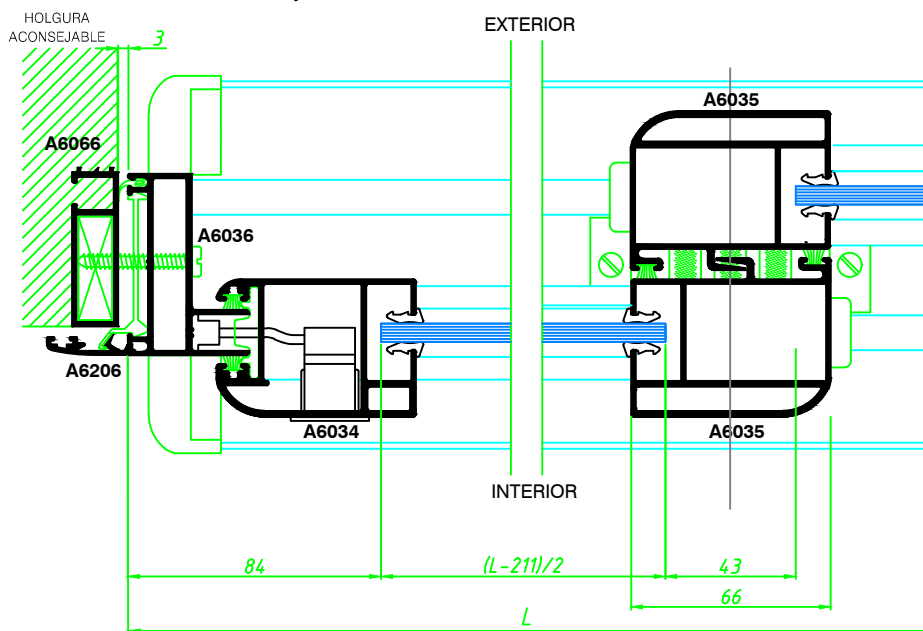 HOLGURA
ACONSEJABLE
3
EXTERIOR
A6035
A6066
A6036
A6206
A6034
A6035
INTERIOR
84
(L-211)/2
43
66
L